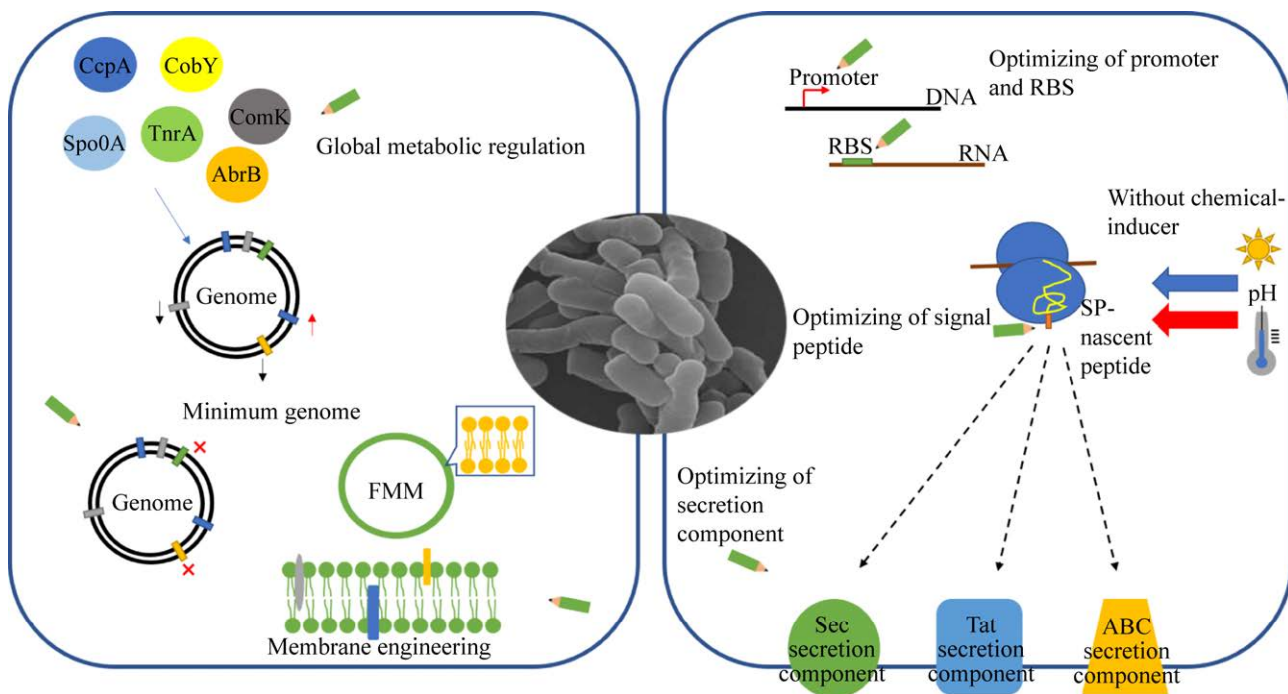 CcpA
CobY
ComK
Spo0A
TnrA
AbrB
Global metabolic regulation
Genome
Minimum genome
Genome
FMM
Membrane engineering
Promoter
DNA
Optimizing of promoter
and RBS
RBS
RNA
Without chemical-
inducer
pH
Optimizing of signal
peptide
SP-
nascent
peptide
Optimizing of
secretion
component
Sec
secretion
component
Tat
secretion
component
ABC
secretion
component